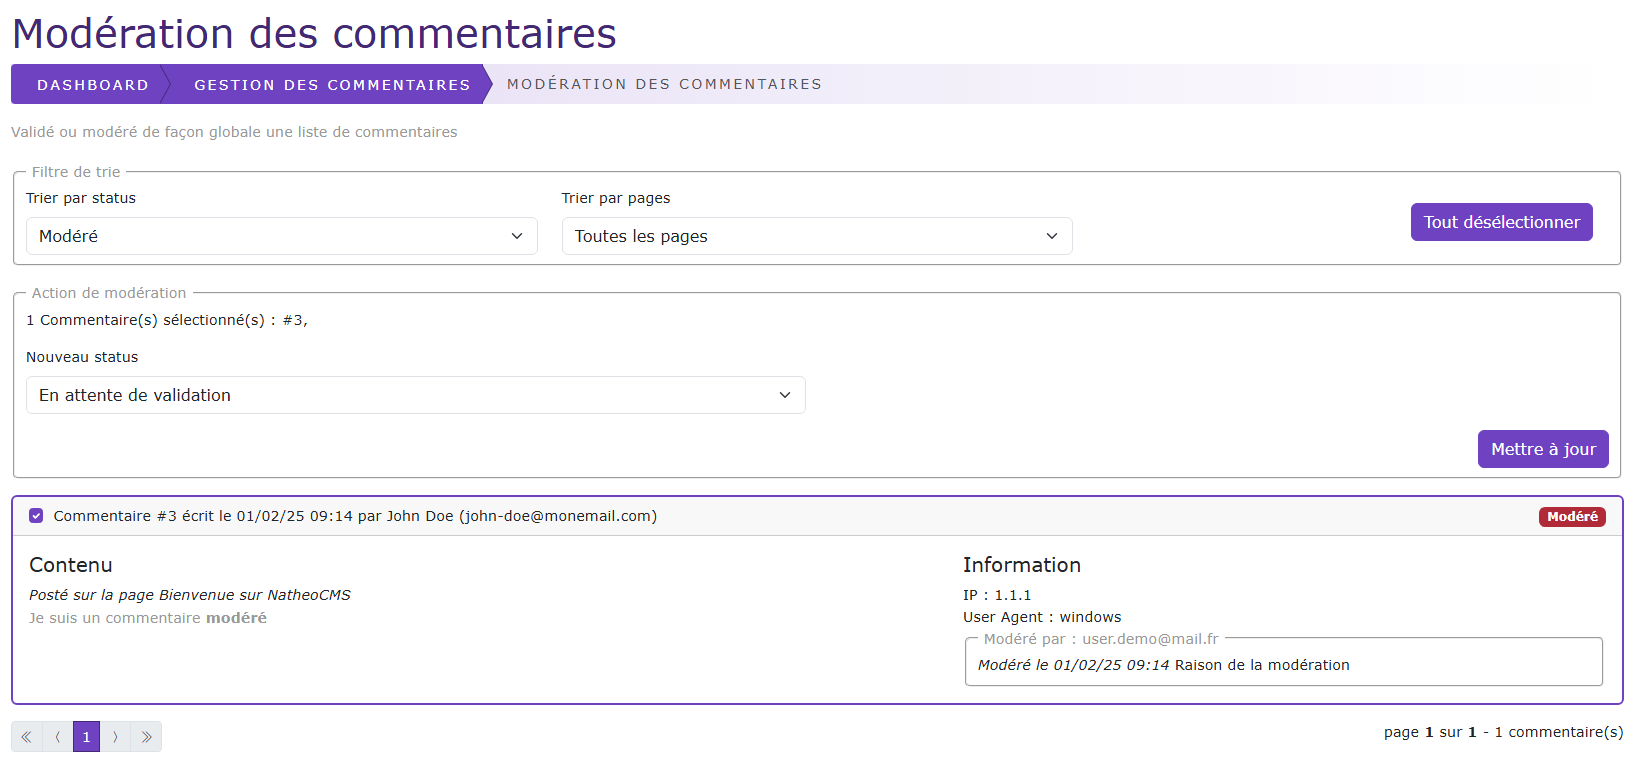 Modération des commentaires
DASHBOARD GESTION DES COMMENTAIRES MODÉRATION DES COMMENTAIRES
Validé ou modéré de façon globale une liste de commentaires
Filtre de trie
Trier par status Trier par pages
Modéré Toutes les pages Tout désélectionner
Action de modération
1 Commentaire(s) sélectionné(s) : #3,
Nouveau status
En attente de validation
Mettre à jour
Commentaire #3 écrit le 01/02/25 09:14 par John Doe (john-doe@monemail.com) Modéré
Contenu
Posté sur la page Bienvenue sur NatheoCMS
Je suis un commentaire modéré
Information
IP : 1.1.1
User Agent : windows
Modéré par : user.demo@mail.fr
Modéré le 01/02/25 09:14 Raison de la modération
« ‹ 1 › »
page 1 sur 1 - 1 commentaire(s)